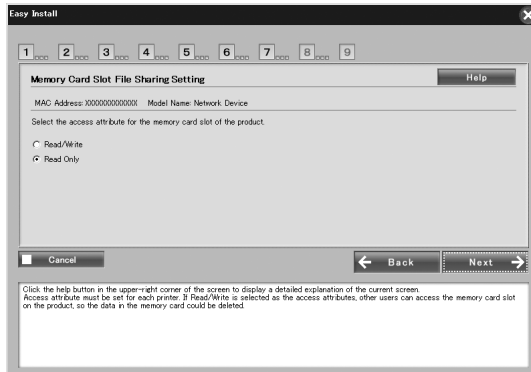 Easy Install
1 2 3 4 5 6 7 8 9
Memory Card Slot File Sharing Setting
Help
MAC Address: XXXXXXXXXXXXX Model Name: Network Device
Select the access attribute for the memory card slot of the product.
Read/Write
Read Only
Cancel
Back
Next
Click the help button in the upper-right corner of the screen to display a detailed explanation of the current screen.
Access attribute must be set for each printer. If Read/Write is selected as the access attributes, other users can access the memory card slot
on the product, so the data in the memory card could be deleted.